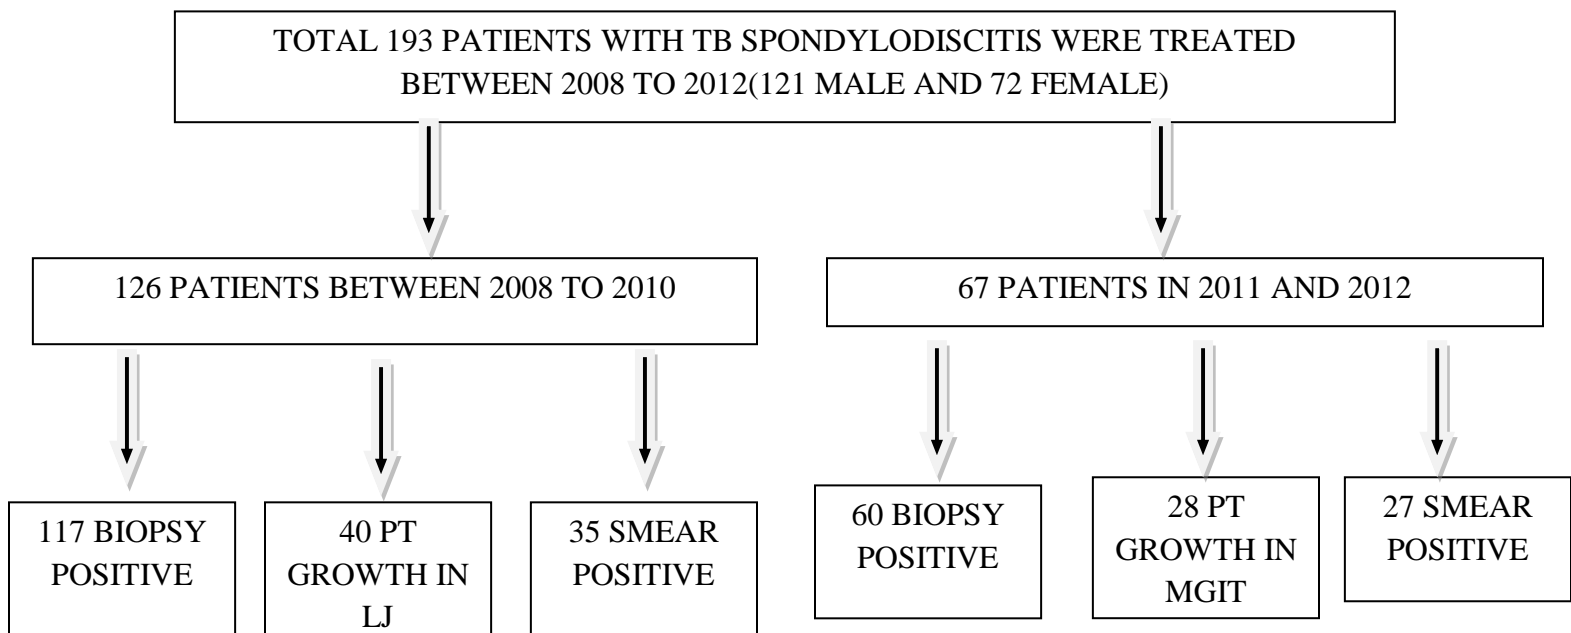 TOTAL 193 PATIENTS WITH TB SPONDYLODISCITIS WERE TREATED
BETWEEN 2008 TO 2012(121 MALE AND 72 FEMALE)
126 PATIENTS BETWEEN 2008 TO 2010
67 PATIENTS IN 2011 AND 2012
117 BIOPSY
POSITIVE
40 PT
GROWTH IN
LJ
35 SMEAR
POSITIVE
60 BIOPSY
POSITIVE
28 PT
GROWTH IN
MGIT
27 SMEAR
POSITIVE